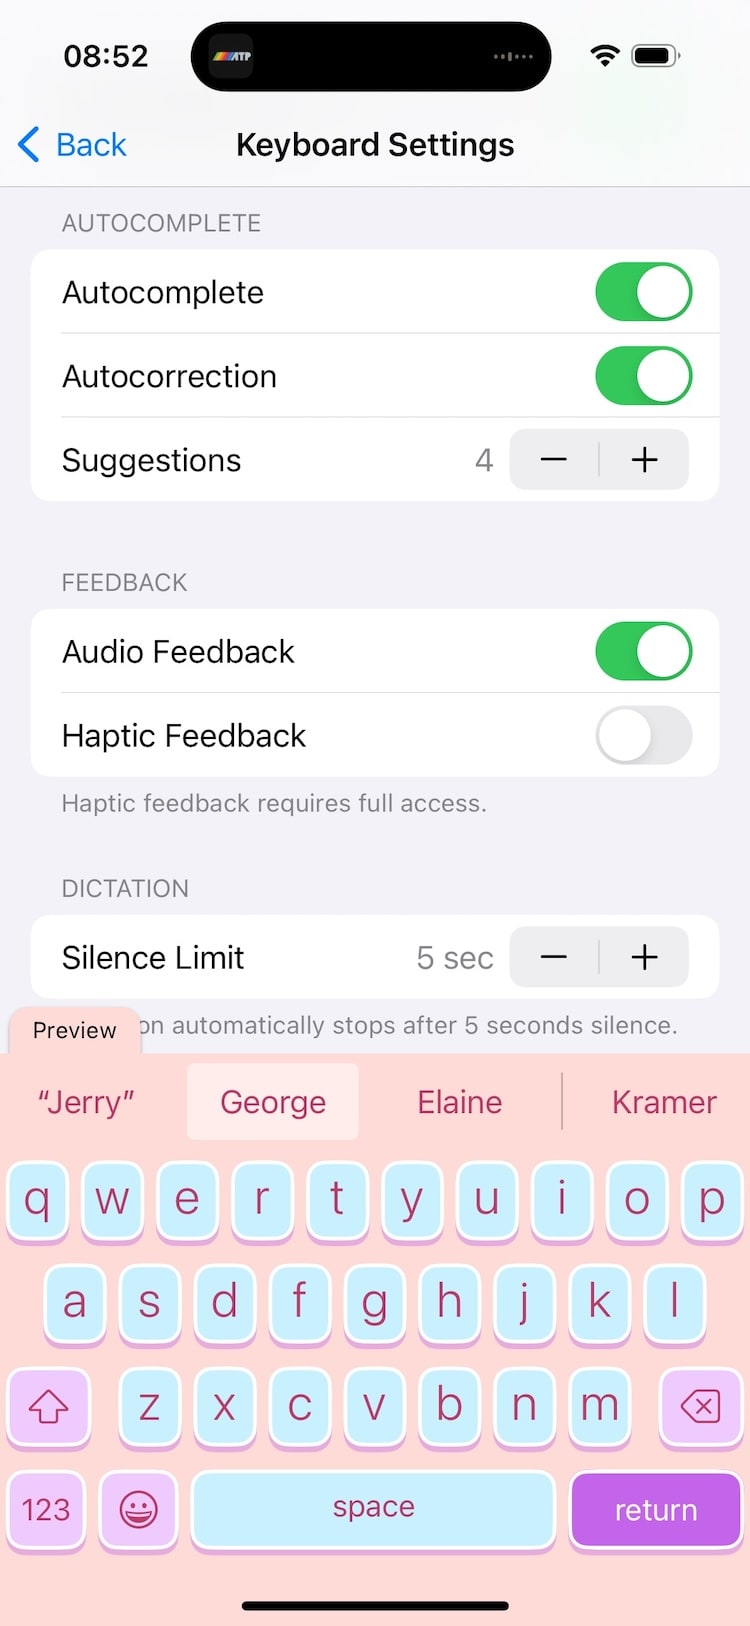 08:52
ATP
Back Keyboard Settings
AUTOCOMPLETE
Autocomplete
Autocorrection
Suggestions 4 − +
FEEDBACK
Audio Feedback
Haptic Feedback
Haptic feedback requires full access.
DICTATION
Silence Limit 5 sec − +
Preview on automatically stops after 5 seconds silence.
“Jerry” George Elaine Kramer
q w e r t y u i o p
a s d f g h j k l
z x c v b n m
123 space return